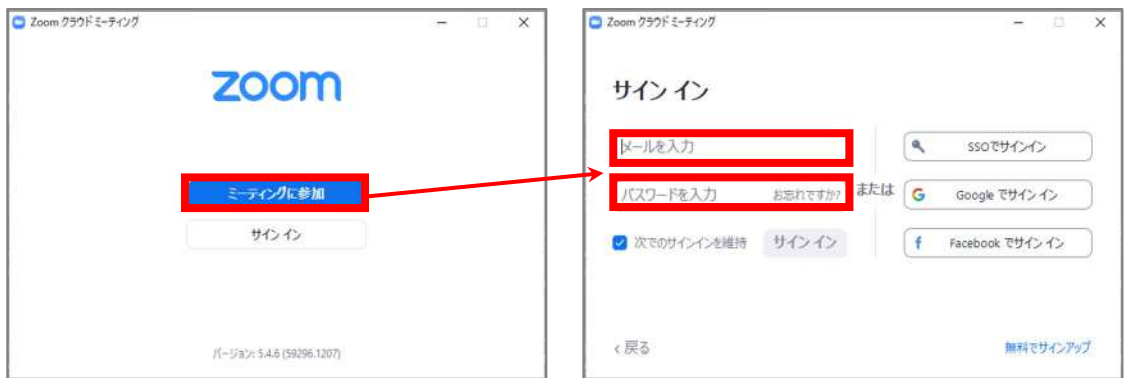 Zoom クラウド ミーティング
zoom
ミーティングに参加
サイン イン
バージョン: 5.4.6 (59296.1207)
Zoom クラウド ミーティング
サイン イン
メールを入力
パスワードを入力 お忘れですか?
次でのサインインを維持 サイン イン
または
SSOでサインイン
Google でサイン イン
Facebook でサイン イン
戻る
無料でサインアップ